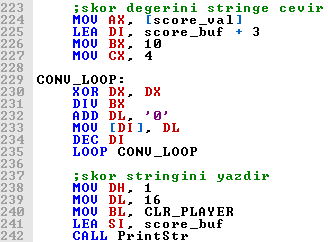 223 ;skor degerini stringe cevir
224 MOV AX, [score_val]
225 LEA DI, score_buf + 3
226 MOV BX, 10
227 MOV CX, 4
228
229 CONV_LOOP:
230 XOR DX, DX
231 DIV BX
232 ADD DL, '0'
233 MOV [DI], DL
234 DEC DI
235 LOOP CONV_LOOP
236
237 ;skor stringini yazdir
238 MOV DH, 1
239 MOV DL, 16
240 MOV BL, CLR_PLAYER
241 LEA SI, score_buf
242 CALL PrintStr